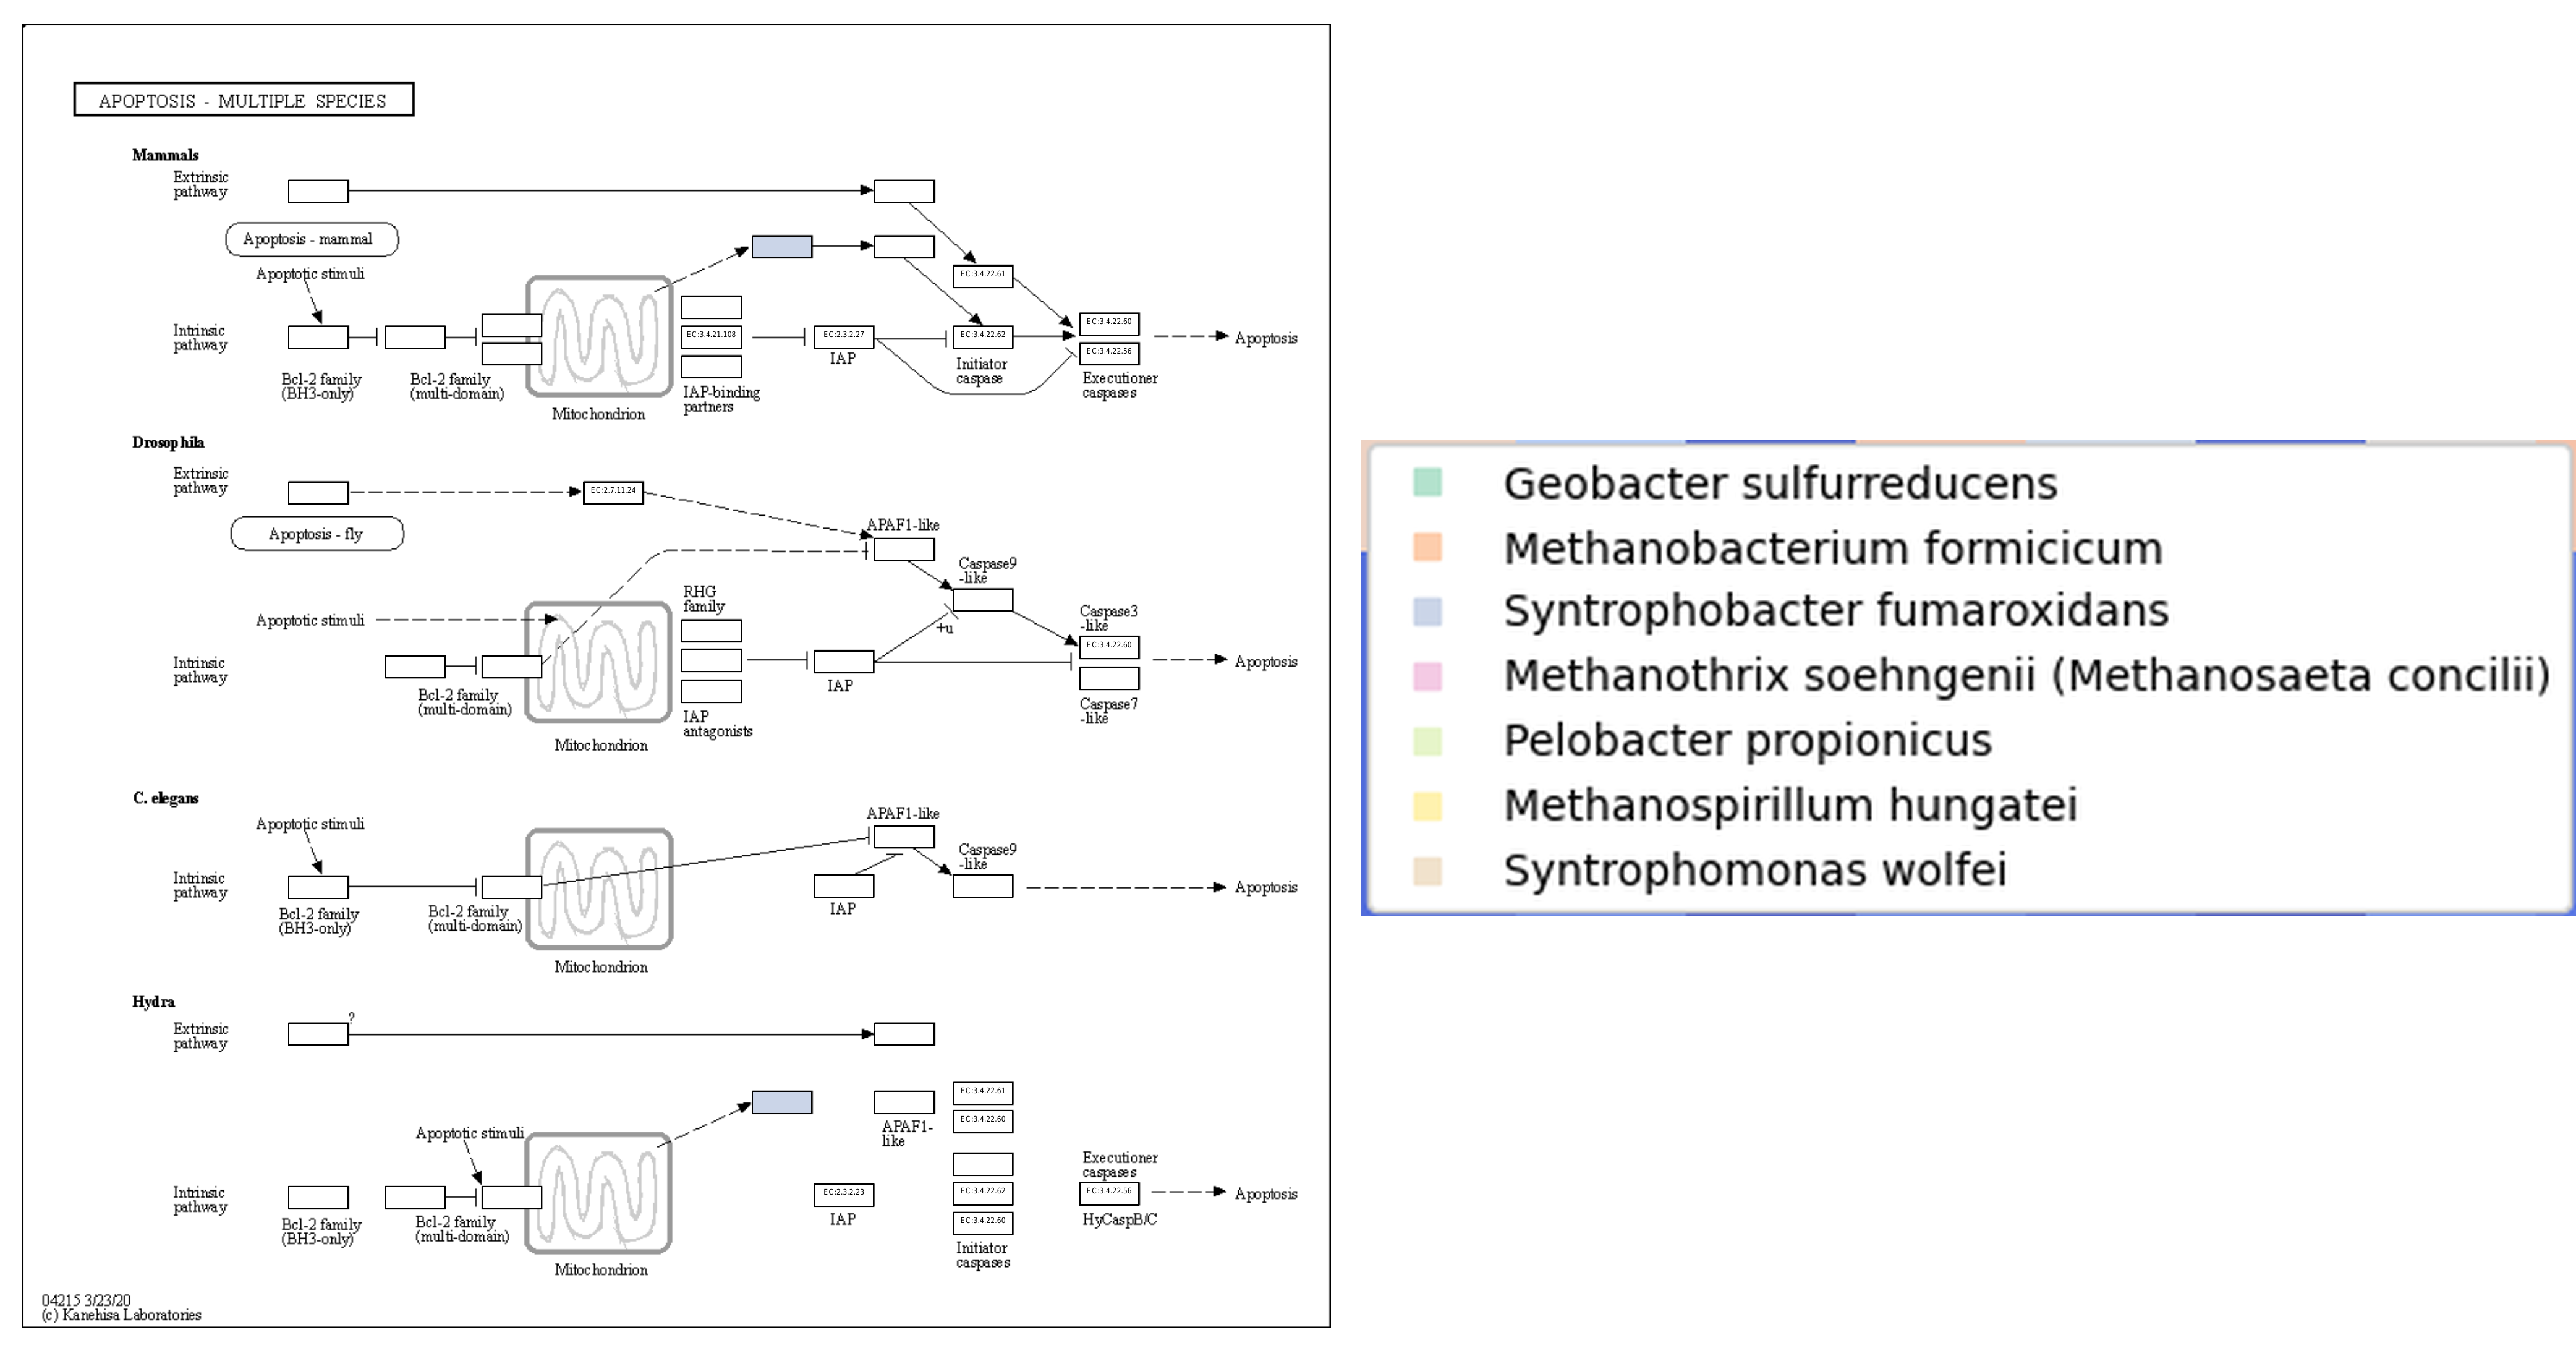 APOPTOSIS - MULTIPLE SPECIES
Mammals
Extrinsic
pathway
Apoptosis - mammal
Apoptotic stimuli
EC:3.4.22.61
Intrinsic
pathway
EC:3.4.21.108
EC:2.3.2.27
EC:3.4.22.62
EC:3.4.22.60
EC:3.4.22.56
Apoptosis
IAP
Initiator
caspase
Bcl-2 family
(BH3-only)
Bcl-2 family
(multi-domain)
Executioner
caspases
IAP-binding
partners
Mitochondrion
Drosophila
Extrinsic
pathway
EC:2.7.11.24
Apoptosis - fly
APAF1-like
Caspase9
-like
RHG
family
Apoptotic stimuli
+u
Caspase3
-like
EC:3.4.22.60
Intrinsic
pathway
Apoptosis
IAP
Bcl-2 family
(multi-domain)
Caspase7
-like
IAP
antagonists
Mitochondrion
C. elegans
Apoptotic stimuli
APAF1-like
Caspase9
-like
Intrinsic
pathway
Apoptosis
Bcl-2 family
(BH3-only)
Bcl-2 family
(multi-domain)
IAP
Mitochondrion
Hydra
Extrinsic
pathway
?
EC:3.4.22.61
EC:3.4.22.60
APAF1-
like
Apoptotic stimuli
Executioner
caspases
Intrinsic
pathway
EC:2.3.2.23
EC:3.4.22.62
EC:3.4.22.56
Apoptosis
IAP
HyCaspB/C
EC:3.4.22.60
Bcl-2 family
(BH3-only)
Bcl-2 family
(multi-domain)
Initiator
caspases
Mitochondrion
04215 3/23/20
(c) Kanehisa Laboratories
Geobacter sulfurreducens
Methanobacterium formicicum
Syntrophobacter fumaroxidans
Methanothrix soehngenii (Methanosaeta concilii)
Pelobacter propionicus
Methanospirillum hungatei
Syntrophomonas wolfei